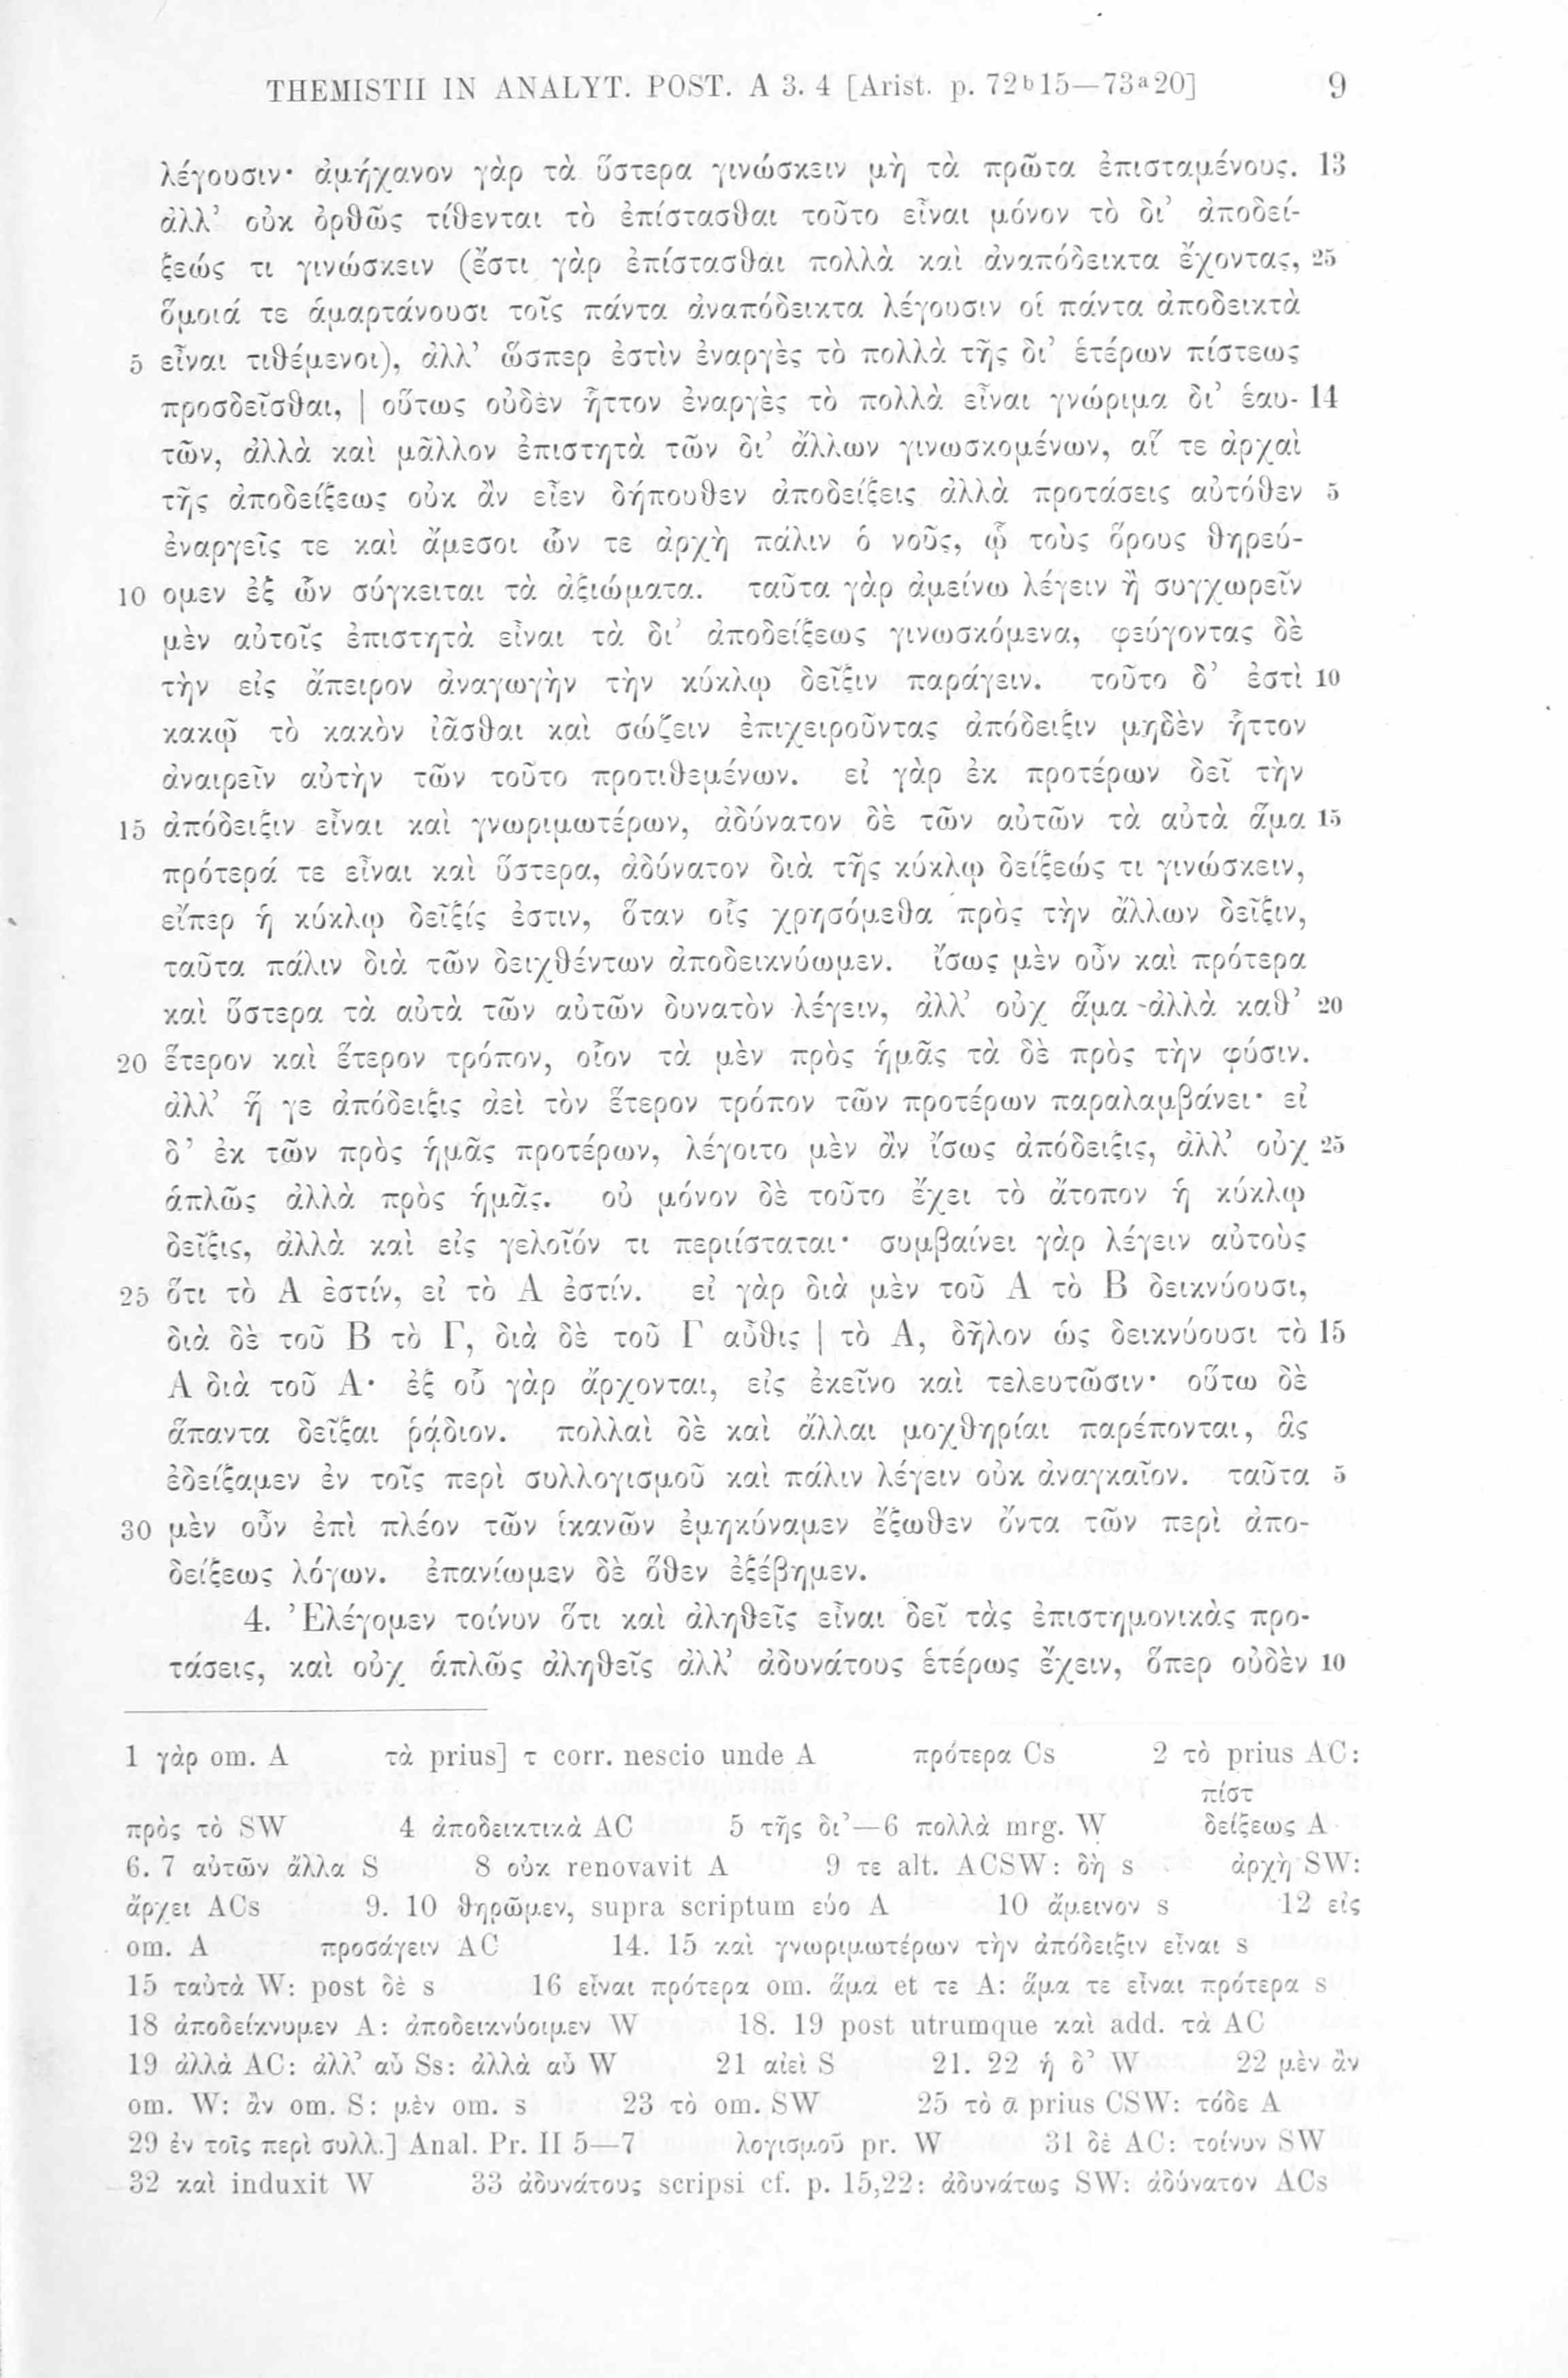 THEMISTII IN ANALYT. POST. A 3. 4 [Arist. p. 72b15—73a20] 9
λέγουσιν· ἀμήχανον γὰρ τὰ ὕστερα γινώσκειν μὴ τὰ πρῶτα ἐπισταμένους. 13
ἀλλ’ οὐκ ὀρθῶς τίθενται τὸ ἐπίστασθαι τοῦτο εἶναι μόνον τὸ δι’ ἀποδεί-
ξεώς τι γινώσκειν (ἔστι γὰρ ἐπίστασθαι πολλὰ καὶ ἀναπόδεικτα ἔχοντας, 25
ὅμοιά τε ἁμαρτάνουσι τοῖς πάντα ἀναπόδεικτα λέγουσιν οἱ πάντα ἀποδεικτὰ
5 εἶναι τιθέμενοι), ἀλλ’ ὥσπερ ἐστὶν ἐναργὲς τὸ πολλὰ τῆς δι’ ἑτέρων πίστεως
προσδεῖσθαι, | οὕτως οὐδὲν ἧττον ἐναργὲς τὸ πολλὰ εἶναι γνώριμα δι’ ἑαυ- 14
τῶν, ἀλλὰ καὶ μᾶλλον ἐπιστητὰ τῶν δι’ ἄλλων γινωσκομένων, αἵ τε ἀρχαὶ
τῆς ἀποδείξεως οὐκ ἂν εἶεν δήπουθεν ἀποδείξεις ἀλλὰ προτάσεις αὐτόθεν 5
ἐναργεῖς τε καὶ ἄμεσοι ὧν τε ἀρχὴ πάλιν ὁ νοῦς, ᾧ τοὺς ὅρους θηρεύ-
10 ομεν ἐξ ὧν σύγκειται τὰ ἀξιώματα. ταῦτα γὰρ ἀμείνω λέγειν ἢ συγχωρεῖν
μὲν αὐτοῖς ἐπιστητὰ εἶναι τὰ δι’ ἀποδείξεως γινωσκόμενα, φεύγοντας δὲ
τὴν εἰς ἄπειρον ἀναγωγὴν τὴν κύκλῳ δεῖξιν παράγειν. τοῦτο δ’ ἐστὶ 10
κακῷ τὸ κακὸν ἰᾶσθαι καὶ σώζειν ἐπιχειροῦντας ἀπόδειξιν μηδὲν ἧττον
ἀναιρεῖν αὐτὴν τῶν τοῦτο προτιθεμένων. εἰ γὰρ ἐκ προτέρων δεῖ τὴν
15 ἀπόδειξιν εἶναι καὶ γνωριμωτέρων, ἀδύνατον δὲ τῶν αὐτῶν τὰ αὐτὰ ἅμα 15
πρότερά τε εἶναι καὶ ὕστερα, ἀδύνατον διὰ τῆς κύκλῳ δείξεώς τι γινώσκειν,
εἴπερ ἡ κύκλῳ δεῖξίς ἐστιν, ὅταν οἷς χρησόμεθα πρὸς τὴν ἄλλων δεῖξιν,
ταῦτα πάλιν διὰ τῶν δειχθέντων ἀποδεικνύωμεν. ἴσως μὲν οὖν καὶ πρότερα
καὶ ὕστερα τὰ αὐτὰ τῶν αὐτῶν δυνατὸν λέγειν, ἀλλ’ οὐχ ἅμα ἀλλὰ καθ’ 20
20 ἕτερον καὶ ἕτερον τρόπον, οἷον τὰ μὲν πρὸς ἡμᾶς τὰ δὲ πρὸς τὴν φύσιν.
ἀλλ’ ἥ γε ἀπόδειξις ἀεὶ τὸν ἕτερον τρόπον τῶν προτέρων παραλαμβάνει· εἰ
δ’ ἐκ τῶν πρὸς ἡμᾶς προτέρων, λέγοιτο μὲν ἂν ἴσως ἀπόδειξις, ἀλλ’ οὐχ 25
ἁπλῶς ἀλλὰ πρὸς ἡμᾶς. οὐ μόνον δὲ τοῦτο ἔχει τὸ ἄτοπον ἡ κύκλῳ
δεῖξις, ἀλλὰ καὶ εἰς γελοῖόν τι περιίσταται· συμβαίνει γὰρ λέγειν αὐτοὺς
25 ὅτι τὸ Α ἐστίν, εἰ τὸ Α ἐστίν. εἰ γὰρ διὰ μὲν τοῦ Α τὸ Β δεικνύουσι,
διὰ δὲ τοῦ Β τὸ Γ, διὰ δὲ τοῦ Γ αὖθις | τὸ Α, δῆλον ὡς δεικνύουσι τὸ 15
Α διὰ τοῦ Α· ἐξ οὗ γὰρ ἄρχονται, εἰς ἐκεῖνο καὶ τελευτῶσιν· οὕτω δὲ
ἅπαντα δεῖξαι ῥᾴδιον. πολλαὶ δὲ καὶ ἄλλαι μοχθηρίαι παρέπονται, ἃς
ἐδείξαμεν ἐν τοῖς περὶ συλλογισμοῦ καὶ πάλιν λέγειν οὐκ ἀναγκαῖον. ταῦτα 5
30 μὲν οὖν ἐπὶ πλέον τῶν ἱκανῶν ἐμηκύναμεν ἔξωθεν ὄντα τῶν περὶ ἀπο-
δείξεως λόγων. ἐπανίωμεν δὲ ὅθεν ἐξέβημεν.
4. Ἐλέγομεν τοίνυν ὅτι καὶ ἀληθεῖς εἶναι δεῖ τὰς ἐπιστημονικὰς προ-
τάσεις, καὶ οὐχ ἁπλῶς ἀληθεῖς ἀλλ’ ἀδυνάτους ἑτέρως ἔχειν, ὅπερ οὐδὲν 10
1 γὰρ om. A τὰ prius] τ corr. nescio unde A πρότερα Cs 2 τὸ prius AC:
πίστ
πρὸς τὸ SW 4 ἀποδεικτικὰ AC 5 τῆς δι’—6 πολλὰ mrg. W δείξεως A
6. 7 αὐτῶν ἄλλα S 8 οὐκ renovavit A 9 τε alt. ACSW: δὴ s ἀρχὴ SW:
ἄρχει ACs 9. 10 θηρῶμεν, supra scriptum εύο A 10 ἄμεινον s 12 εἰς
om. A προσάγειν AC 14. 15 καὶ γνωριμωτέρων τὴν ἀπόδειξιν εἶναι s
15 ταὐτὰ W: post δὲ s 16 εἶναι πρότερα om. ἅμα et τε A: ἅμα τε εἶναι πρότερα s
18 ἀποδείκνυμεν A: ἀποδεικνύοιμεν W 18. 19 post utrumque καὶ add. τὰ AC
19 ἀλλὰ AC: ἀλλ’ αὖ Ss: ἀλλὰ αὖ W 21 αἰεὶ S 21. 22 ἡ δ’ W 22 μὲν ἂν
om. W: ἂν om. S: μὲν om. s 23 τὸ om. SW 25 τὸ α prius CSW: τόδε A
29 ἐν τοῖς περὶ συλλ.] Anal. Pr. II 5—7 λογισμοῦ pr. W 31 δὲ AC: τοίνυν SW
32 καὶ induxit W 33 ἀδυνάτους scripsi cf. p. 15,22: ἀδυνάτως SW: ἀδύνατον ACs